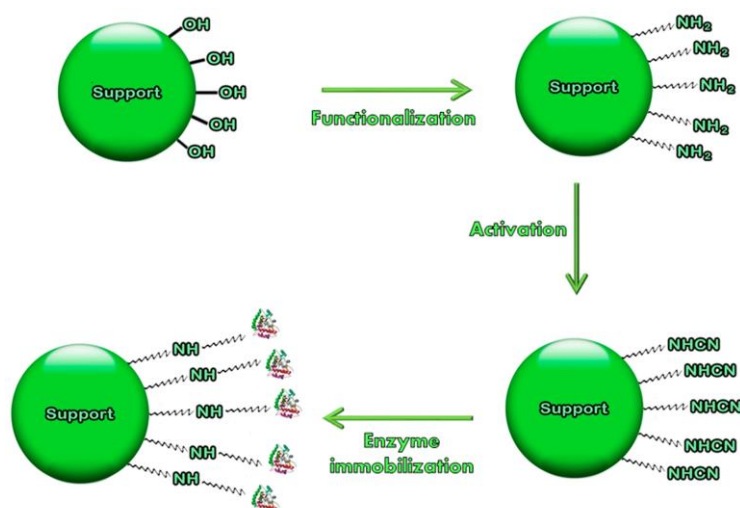 OH
OH
OH
OH
OH
Support
Functionalization
NH2
NH2
NH2
NH2
NH2
Support
Activation
NHCN
NHCN
NHCN
NHCN
NHCN
Support
Enzyme
immobilization
NH
NH
NH
NH
NH
Support